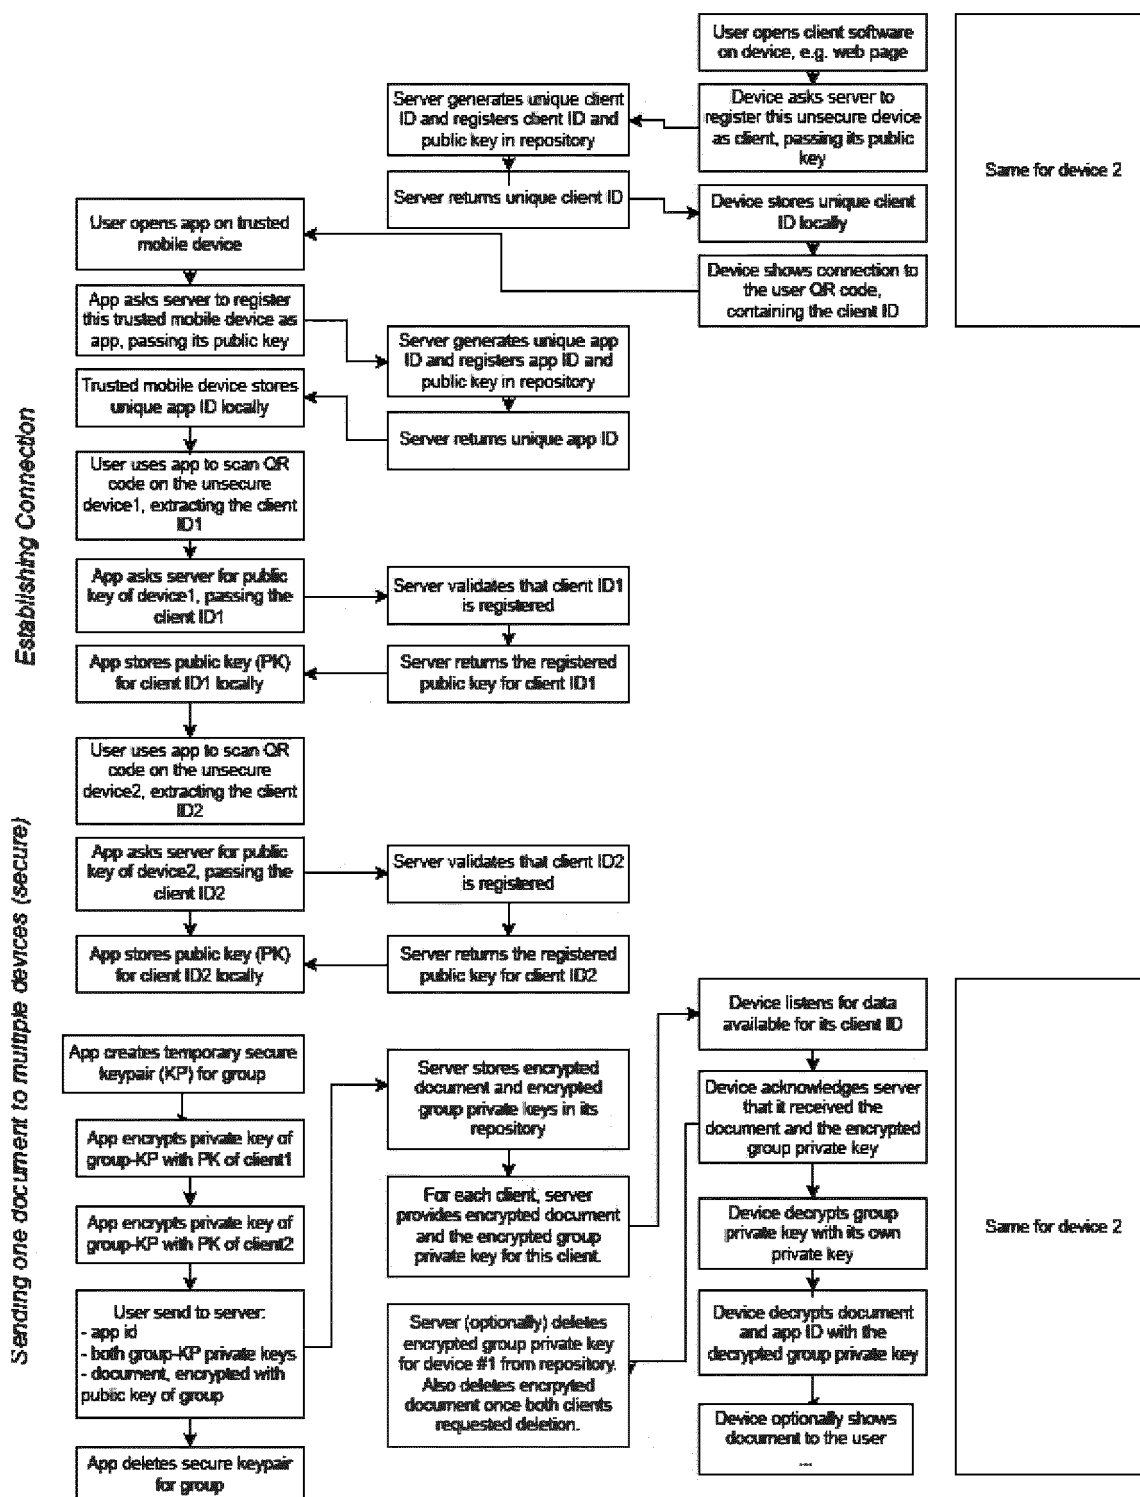 User opens client software
on device, e.g. web page
Device asks server to
register this unsecure device
as client, passing its public
key
Same for device 2
Server generates unique client
ID and registers client ID and
public key in repository
Server returns unique client ID
Device stores unique client
ID locally
Device shows connection to
the user QR code,
containing the client ID
Establishing Connection
User opens app on trusted
mobile device
App asks server to register
this trusted mobile device as
app, passing its public key
Server generates unique app
ID and registers app ID and
public key in repository
Server returns unique app ID
Trusted mobile device stores
unique app ID locally
User uses app to scan QR
code on the unsecure
device1, extracting the client
ID1
App asks server for public
key of device1, passing the
client ID1
Server validates that client ID1
is registered
Server returns the registered
public key for client ID1
App stores public key (PK)
for client ID1 locally
User uses app to scan QR
code on the unsecure
device2, extracting the client
ID2
App asks server for public
key of device2, passing the
client ID2
Server validates that client ID2
is registered
Server returns the registered
public key for client ID2
App stores public key (PK)
for client ID2 locally
Sending one document to multiple devices (secure)
App creates temporary secure
keypair (KP) for group
App encrypts private key of
group-KP with PK of client1
App encrypts private key of
group-KP with PK of client2
User send to server:
- app id
- both group-KP private keys
- document, encrypted with
public key of group
App deletes secure keypair
for group
Server stores encrypted
document and encrypted
group private keys in its
repository
For each client, server
provides encrypted document
and the encrypted group
private key for this client.
Server (optionally) deletes
encrypted group private key
for device #1 from repository.
Also deletes encrpyted
document once both clients
requested deletion.
Device listens for data
available for its client ID
Device acknowledges server
that it received the
document and the encrypted
group private key
Device decrypts group
private key with its own
private key
Device decrypts document
and app ID with the
decrypted group private key
Device optionally shows
document to the user
...
Same for device 2